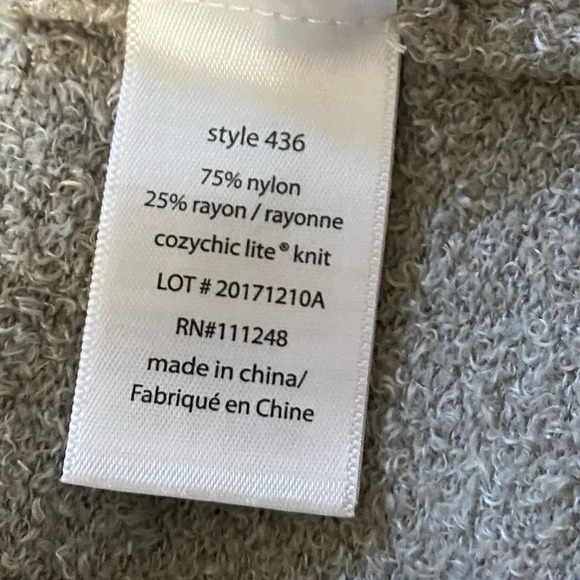 style 436
75% nylon
25% rayon / rayonne
cozychic lite® knit
LOT # 20171210A
RN#111248
made in china/
Fabriqué en Chine